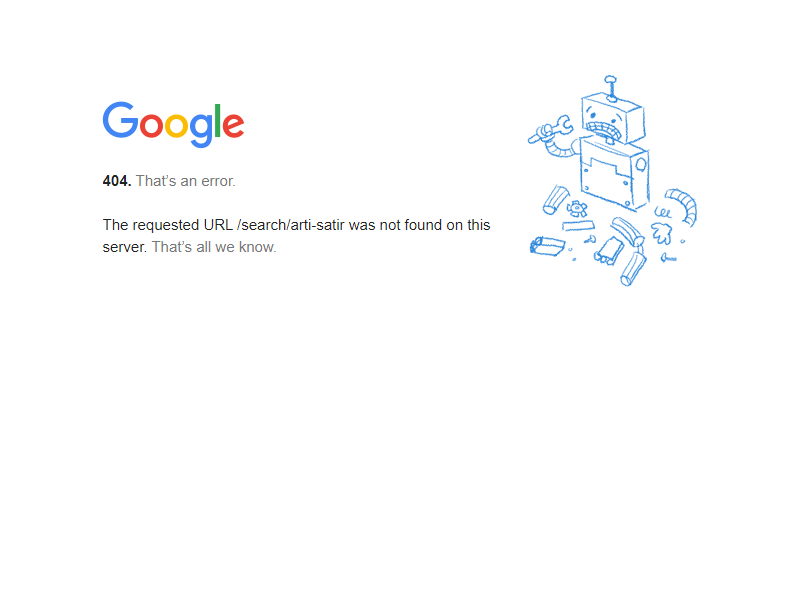 Google
404. That’s an error.
The requested URL /search/arti-satir was not found on this
server. That’s all we know.